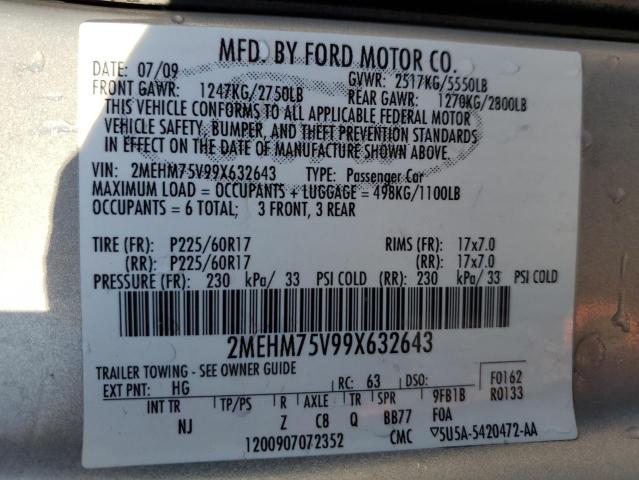 MFD. BY FORD MOTOR CO.
DATE: 07/09 GVWR: 2517KG/5550LB
FRONT GAWR: 1247KG/2750LB REAR GAWR: 1270KG/2800LB
THIS VEHICLE CONFORMS TO ALL APPLICABLE FEDERAL MOTOR
VEHICLE SAFETY, BUMPER, AND THEFT PREVENTION STANDARDS
IN EFFECT ON THE DATE OF MANUFACTURE SHOWN ABOVE.
VIN: 2MEHM75V99X632643 TYPE: Passenger Car
MAXIMUM LOAD = OCCUPANTS + LUGGAGE = 498KG/1100LB
OCCUPANTS = 6 TOTAL; 3 FRONT, 3 REAR
TIRE (FR): P225/60R17 RIMS (FR): 17x7.0
(RR): P225/60R17 (RR): 17x7.0
PRESSURE (FR): 230 kPa/ 33 PSI COLD (RR): 230 kPa/ 33 PSI COLD
2MEHM75V99X632643
TRAILER TOWING - SEE OWNER GUIDE
EXT PNT: HG RC: 63 DSO: F0162
INT TR TP/PS R AXLE TR SPR 9FB1B R0133
NJ Z C8 Q BB77 FOA
1200907072352 CMC ▽5U5A-5420472-AA